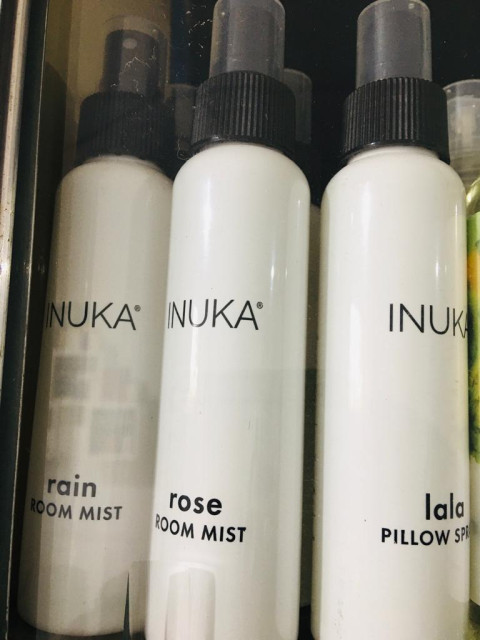 INUKA®
rain
ROOM MIST
INUKA®
rose
ROOM MIST
INUKA
lala
PILLOW SPR